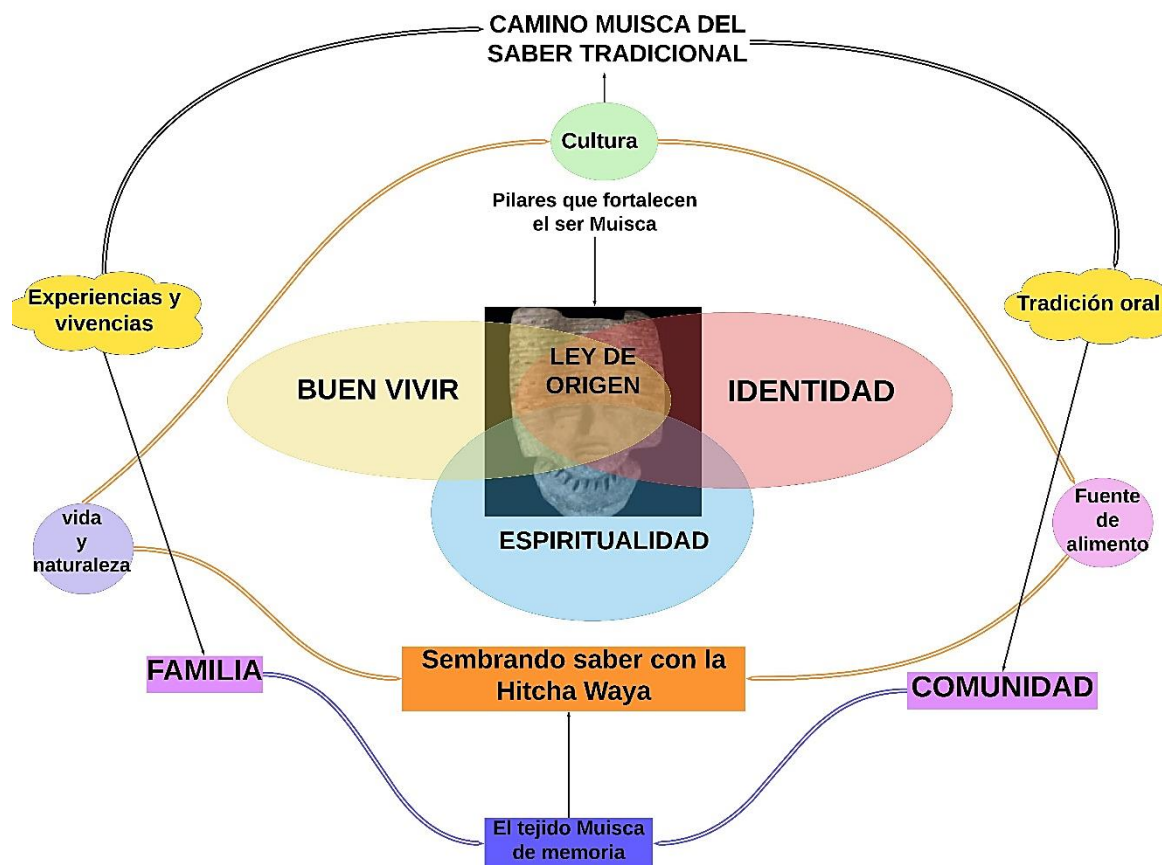 CAMINO MUISCA DEL
SABER TRADICIONAL
Cultura
Pilares que fortalecen
el ser Muisca
Experiencias y
vivencias
Tradición oral
LEY DE
ORIGEN
BUEN VIVIR
IDENTIDAD
ESPIRITUALIDAD
vida
y
naturaleza
Fuente
de
alimento
FAMILIA
Sembrando saber con la
Hitcha Waya
COMUNIDAD
El tejido Muisca
de memoria